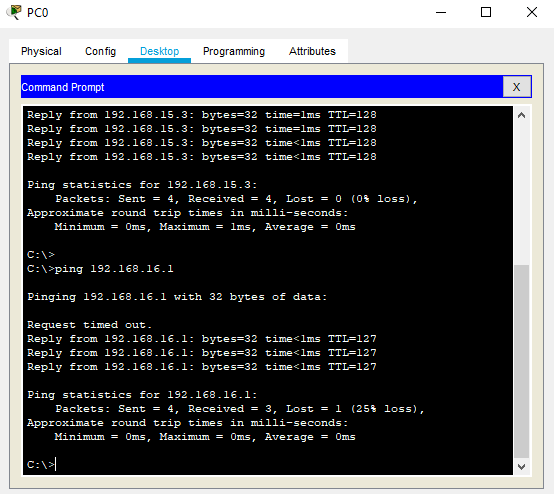 PC0
Physical Config Desktop Programming Attributes
Command Prompt X
Reply from 192.168.15.3: bytes=32 time=1ms TTL=128
Reply from 192.168.15.3: bytes=32 time=1ms TTL=128
Reply from 192.168.15.3: bytes=32 time<1ms TTL=128
Reply from 192.168.15.3: bytes=32 time<1ms TTL=128
Ping statistics for 192.168.15.3:
Packets: Sent = 4, Received = 4, Lost = 0 (0% loss),
Approximate round trip times in milli-seconds:
Minimum = 0ms, Maximum = 1ms, Average = 0ms
C:\>
C:\>ping 192.168.16.1
Pinging 192.168.16.1 with 32 bytes of data:
Request timed out.
Reply from 192.168.16.1: bytes=32 time<1ms TTL=127
Reply from 192.168.16.1: bytes=32 time<1ms TTL=127
Reply from 192.168.16.1: bytes=32 time<1ms TTL=127
Ping statistics for 192.168.16.1:
Packets: Sent = 4, Received = 3, Lost = 1 (25% loss),
Approximate round trip times in milli-seconds:
Minimum = 0ms, Maximum = 0ms, Average = 0ms
C:\>